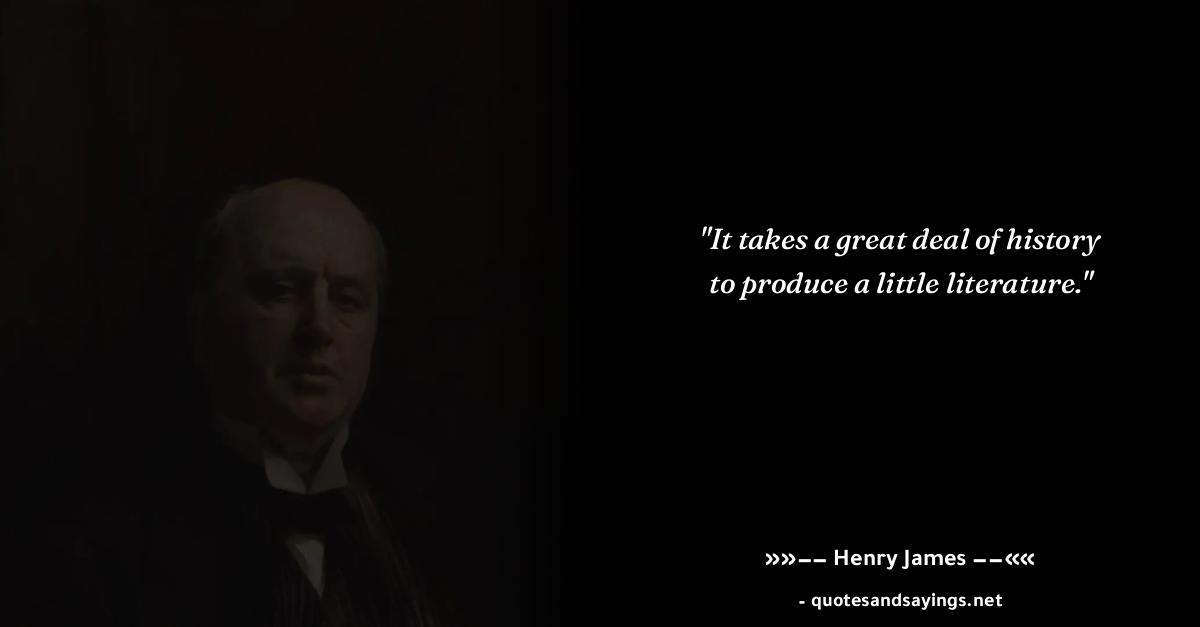 "It takes a great deal of history
to produce a little literature."
»»–– Henry James ––««
- quotesandsayings.net